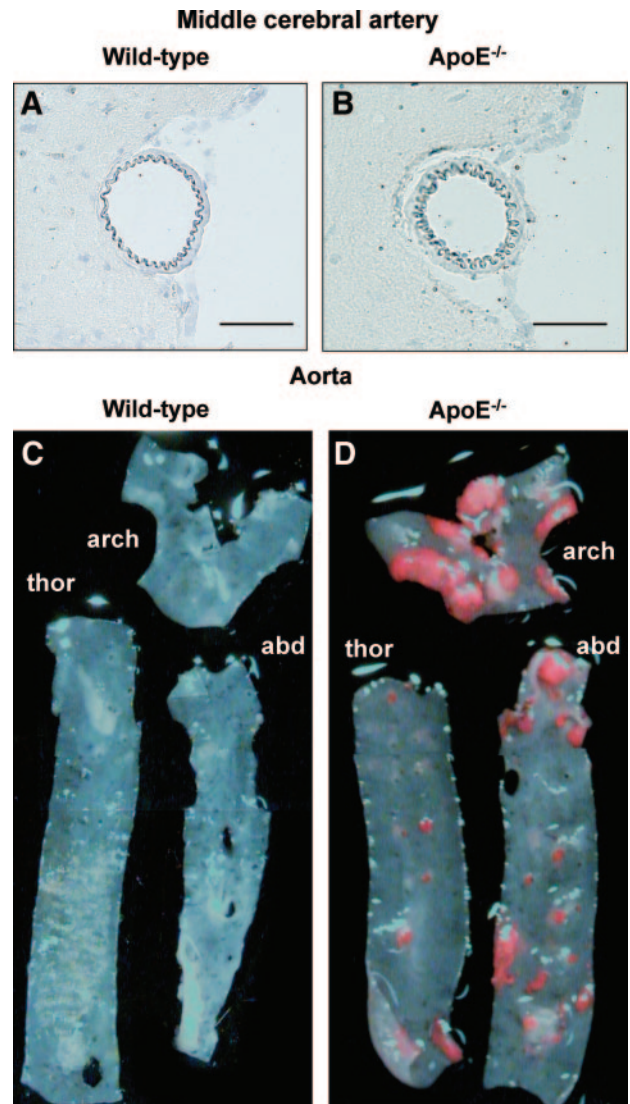 Middle cerebral artery
Wild-type ApoE-/-
A B
Aorta
Wild-type ApoE-/-
C D
arch arch
thor abd thor abd